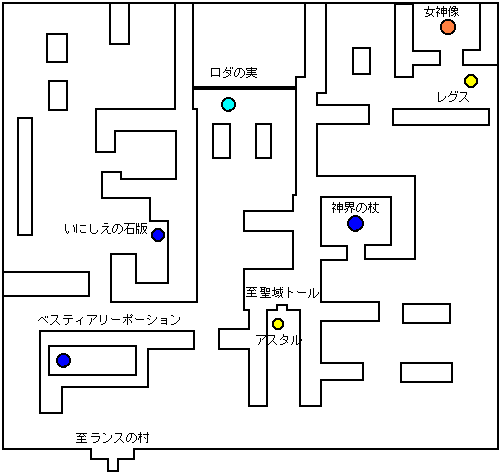 女神像
ロダの実
レグス
神界の杖
いにしえの石版
至聖域トール
ベスティアリーポーション
アスタル
至ランスの村